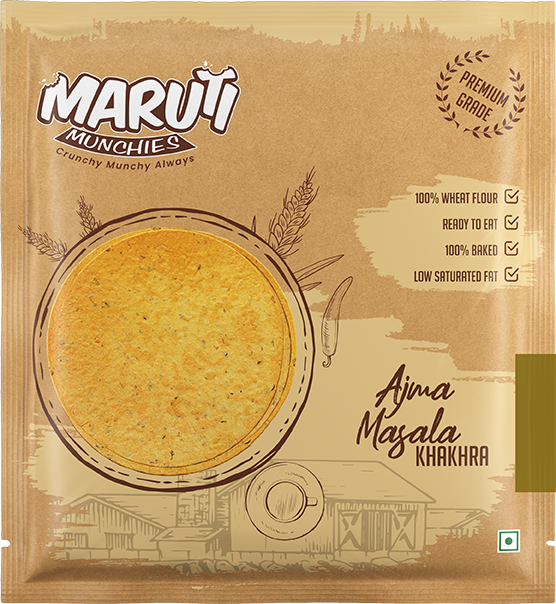 MARUTI
MUNCHIES
Crunchy Munchy Always
PREMIUM
GRADE
100% WHEAT FLOUR
READY TO EAT
100% BAKED
LOW SATURATED FAT
Ajma
Masala
KHAKHRA